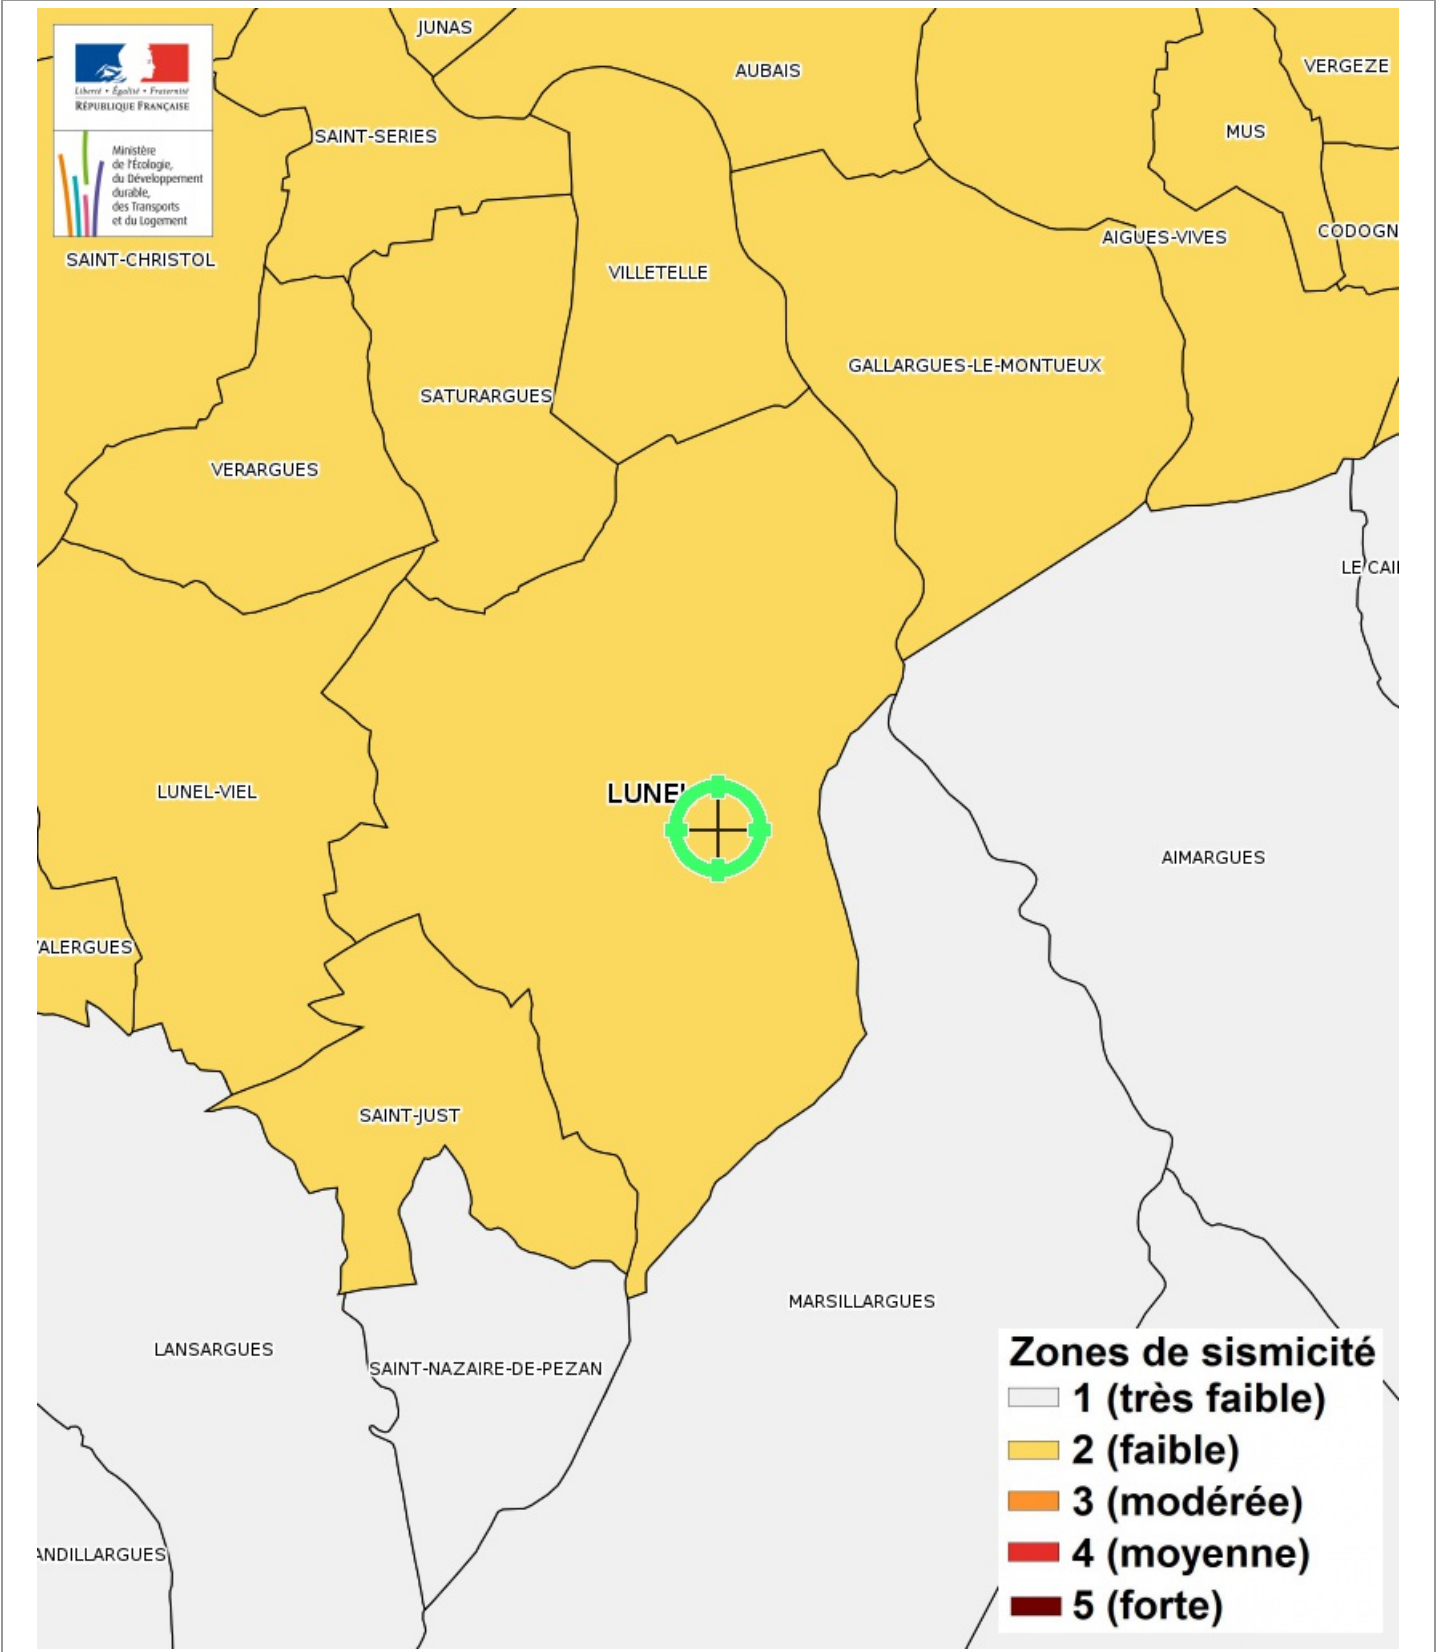 JUNAS
AUBAIS
VERGEZE
Liberté • Égalité • Fraternité
RÉPUBLIQUE FRANÇAISE
SAINT-SERIES
MUS
Ministère
de l'Écologie,
du Développement
durable,
des Transports
et du Logement
CODOGN
AIGUES-VIVES
SAINT-CHRISTOL
VILLETELLE
GALLARGUES-LE-MONTUEUX
SATURARGUES
VERARGUES
LE CAI
LUNEL-VIEL
LUNEL
AIMARGUES
VALERGUES
SAINT-JUST
MARSILLARGUES
LANSARGUES
SAINT-NAZAIRE-DE-PEZAN
ANDILLARGUES
Zones de sismicité
1 (très faible)
2 (faible)
3 (modérée)
4 (moyenne)
5 (forte)